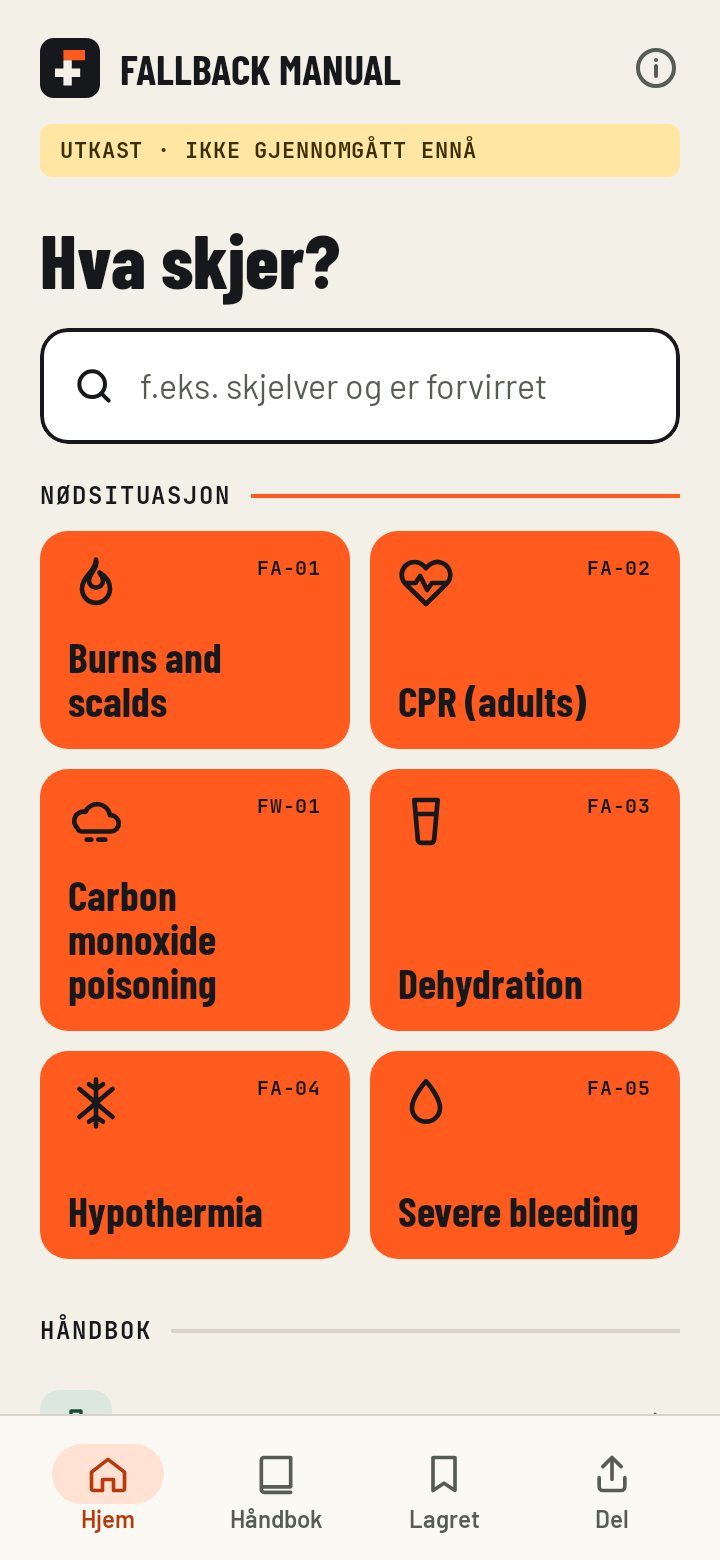 FALLBACK MANUAL
UTKAST · IKKE GJENNOMGÅTT ENNÅ
Hva skjer?
f.eks. skjelver og er forvirret
NØDSITUASJON
FA-01
Burns and
scalds
FA-02
CPR (adults)
FW-01
Carbon
monoxide
poisoning
FA-03
Dehydration
FA-04
Hypothermia
FA-05
Severe bleeding
HÅNDBOK
Hjem
Håndbok
Lagret
Del